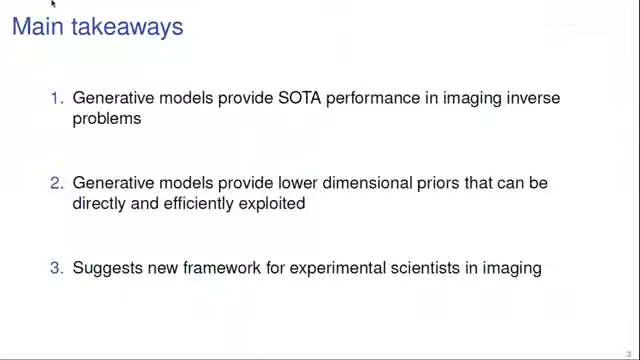 Main takeaways
1. Generative models provide SOTA performance in imaging inverse
problems
2. Generative models provide lower dimensional priors that can be
directly and efficiently exploited
3. Suggests new framework for experimental scientists in imaging
3